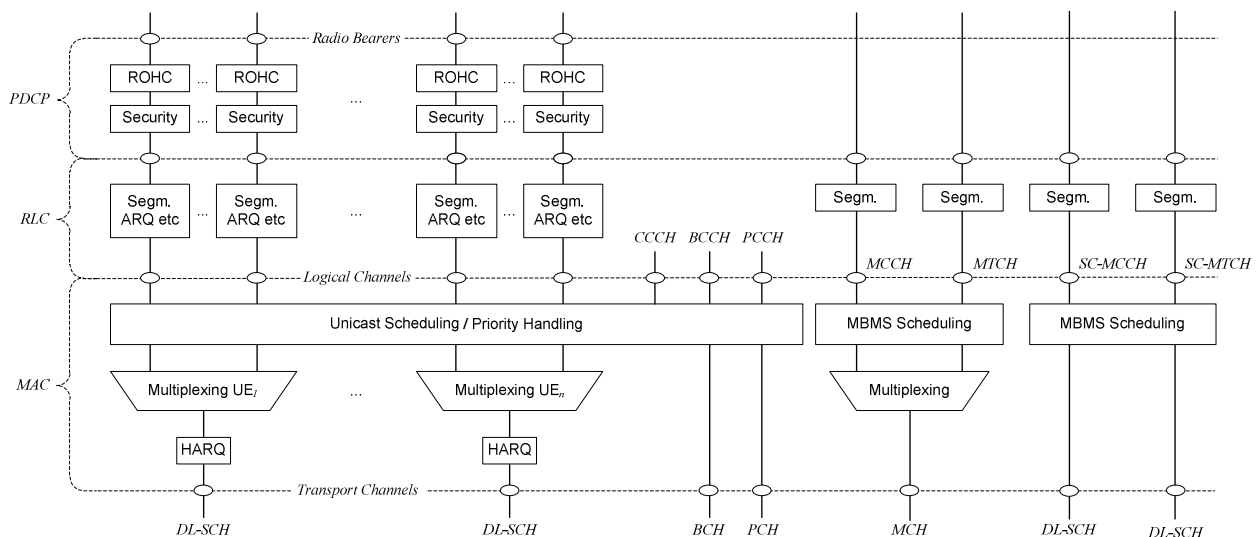 Radio Bearers
ROHC ... ROHC ROHC ... ROHC
PDCP ...
Security ... Security Security ... Security
Segm. ARQ etc ... Segm. ARQ etc ... Segm. ARQ etc ... Segm. ARQ etc Segm. Segm. Segm. Segm.
RLC
CCCH BCCH PCCH
MCCH MTCH SC-MCCH SC-MTCH
Logical Channels
Unicast Scheduling / Priority Handling MBMS Scheduling MBMS Scheduling
MAC
Multiplexing UE1 ... Multiplexing UEn Multiplexing
HARQ HARQ
Transport Channels
DL-SCH DL-SCH BCH PCH MCH DL-SCH DL-SCH